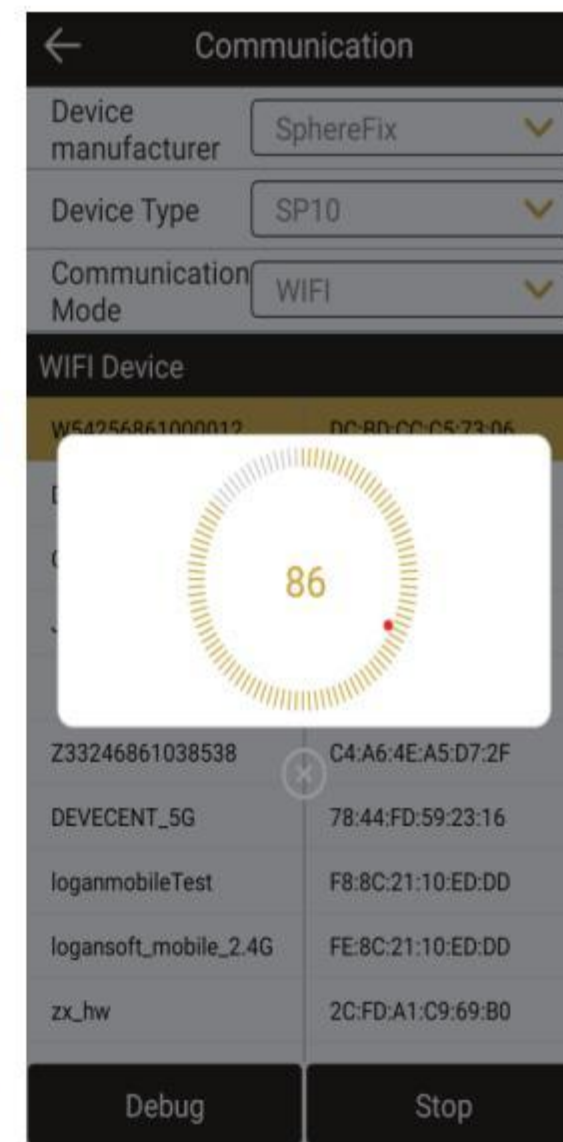 Communication
Device
manufacturer
SphereFix
Device Type
SP10
Communication
Mode
WIFI
WIFI Device
W54256861000012 DC:BD:CC:C5:73:06
86
Z33246861038538 C4:A6:4E:A5:D7:2F
DEVECENT_5G 78:44:FD:59:23:16
loganmobileTest F8:8C:21:10:ED:DD
logansoft_mobile_2.4G FE:8C:21:10:ED:DD
zx_hw 2C:FD:A1:C9:69:B0
Debug Stop